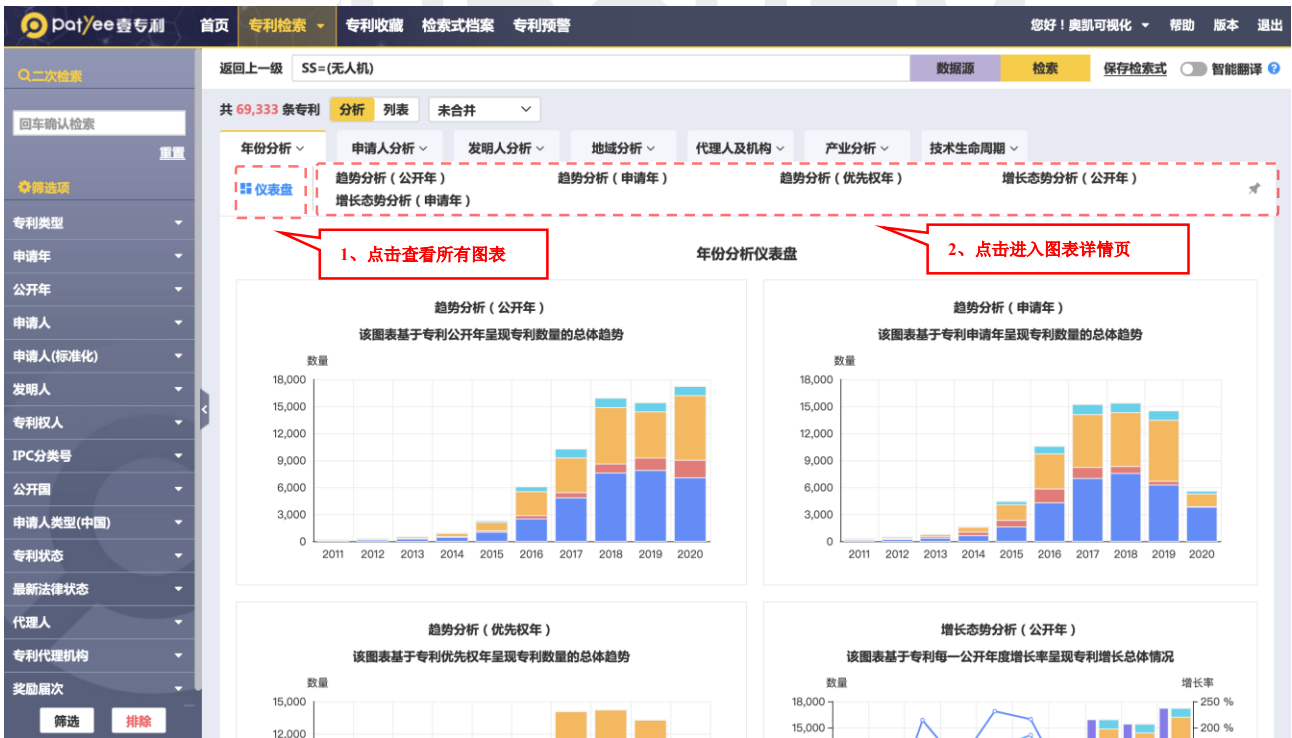 patyee壹专利 首页 专利检索 专利收藏 检索式档案 专利预警 您好！奥凯可视化 帮助 版本 退出
二次检索
回车确认检索
重置
筛选项
专利类型
申请年
公开年
申请人
申请人(标准化)
发明人
专利权人
IPC分类号
公开国
申请人类型(中国)
专利状态
最新法律状态
代理人
专利代理机构
奖励届次
筛选 排除
返回上一级 SS=(无人机) 数据源 检索 保存检索式 智能翻译 ?
共 69,333 条专利 分析 列表 未合并
年份分析 申请人分析 发明人分析 地域分析 代理人及机构 产业分析 技术生命周期
仪表盘
趋势分析（公开年） 趋势分析（申请年） 趋势分析（优先权年） 增长态势分析（公开年）
增长态势分析（申请年）
1、点击查看所有图表
2、点击进入图表详情页
年份分析仪表盘
趋势分析（公开年）
该图表基于专利公开年呈现专利数量的总体趋势
数量
18,000
15,000
12,000
9,000
6,000
3,000
0
2011 2012 2013 2014 2015 2016 2017 2018 2019 2020
趋势分析（申请年）
该图表基于专利申请年呈现专利数量的总体趋势
数量
18,000
15,000
12,000
9,000
6,000
3,000
0
2011 2012 2013 2014 2015 2016 2017 2018 2019 2020
趋势分析（优先权年）
该图表基于专利优先权年呈现专利数量的总体趋势
数量
15,000
12,000
增长态势分析（公开年）
该图表基于专利每一公开年度增长率呈现专利增长总体情况
数量 增长率
18,000 250 %
15,000 200 %